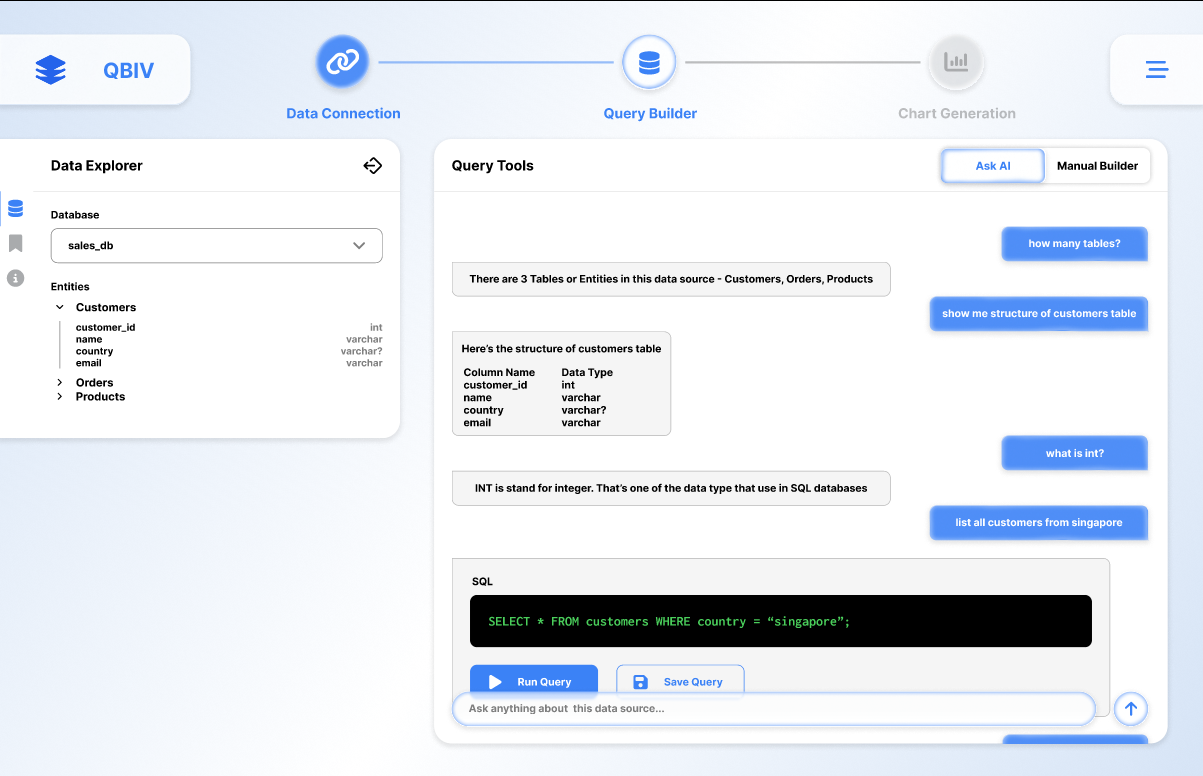 QBIV
Data Connection
Query Builder
Chart Generation
Data Explorer
Database
sales_db
Entities
Customers
customer_id int
name varchar
country varchar?
email varchar
Orders
Products
Query Tools
Ask AI
Manual Builder
how many tables?
There are 3 Tables or Entities in this data source - Customers, Orders, Products
show me structure of customers table
Here's the structure of customers table
Column Name Data Type
customer_id int
name varchar
country varchar?
email varchar
what is int?
INT is stand for integer. That's one of the data type that use in SQL databases
list all customers from singapore
SQL
SELECT * FROM customers WHERE country = “singapore”;
Run Query
Save Query
Ask anything about this data source...